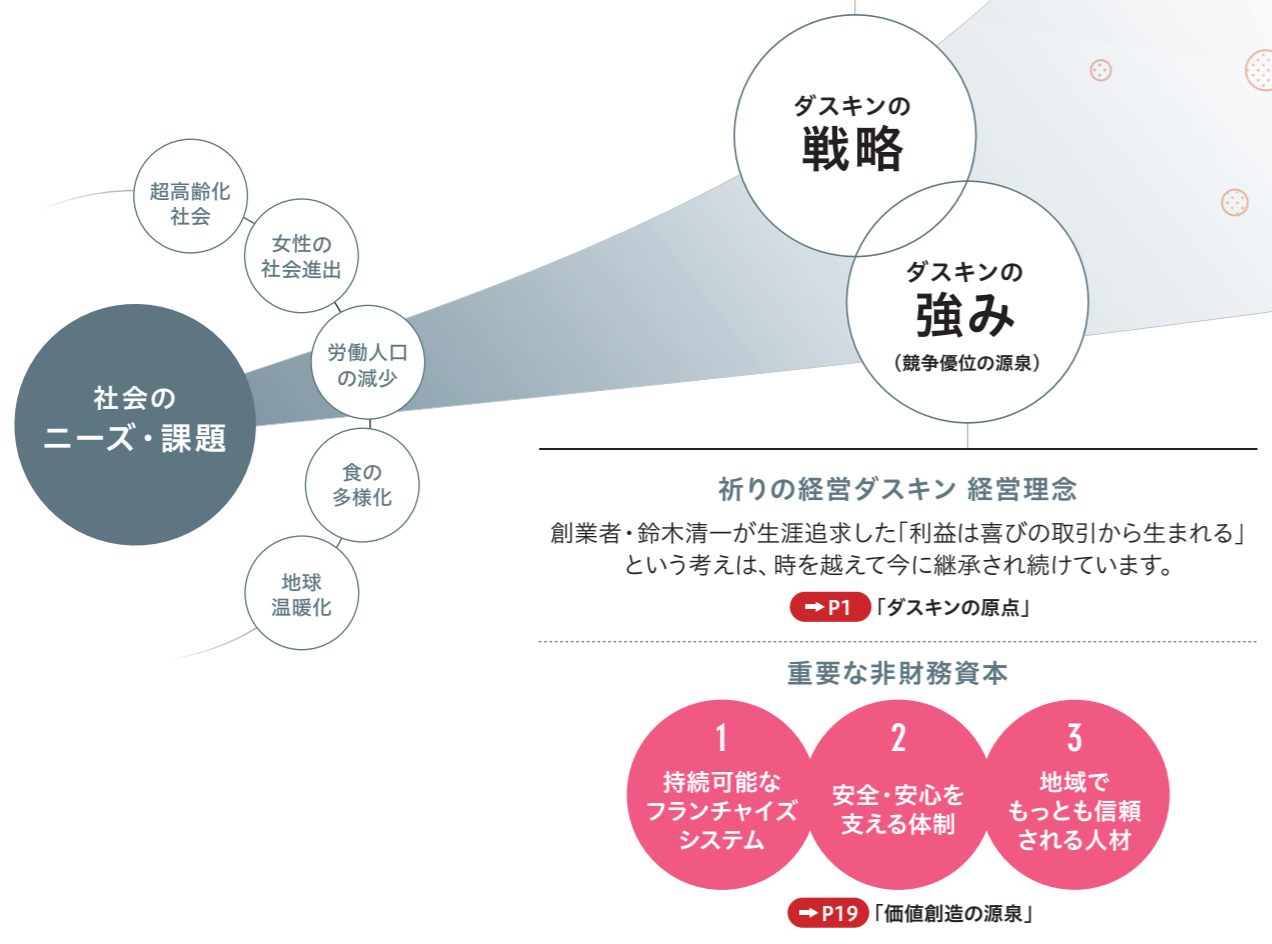 ダスキンの
戦略
超高齢化
社会
女性の
社会進出
労働人口
の減少
食の
多様化
地球
温暖化
社会の
ニーズ・課題
ダスキンの
強み
(競争優位の源泉)
祈りの経営ダスキン 経営理念
創業者・鈴木清一が生涯追求した「利益は喜びの取引から生まれる」
という考えは、時を越えて今に継承され続けています。
➡P1 「ダスキンの原点」
重要な非財務資本
1
持続可能な
フランチャイズ
システム
2
安全・安心を
支える体制
3
地域で
もっとも信頼
される人材
➡P19 「価値創造の源泉」